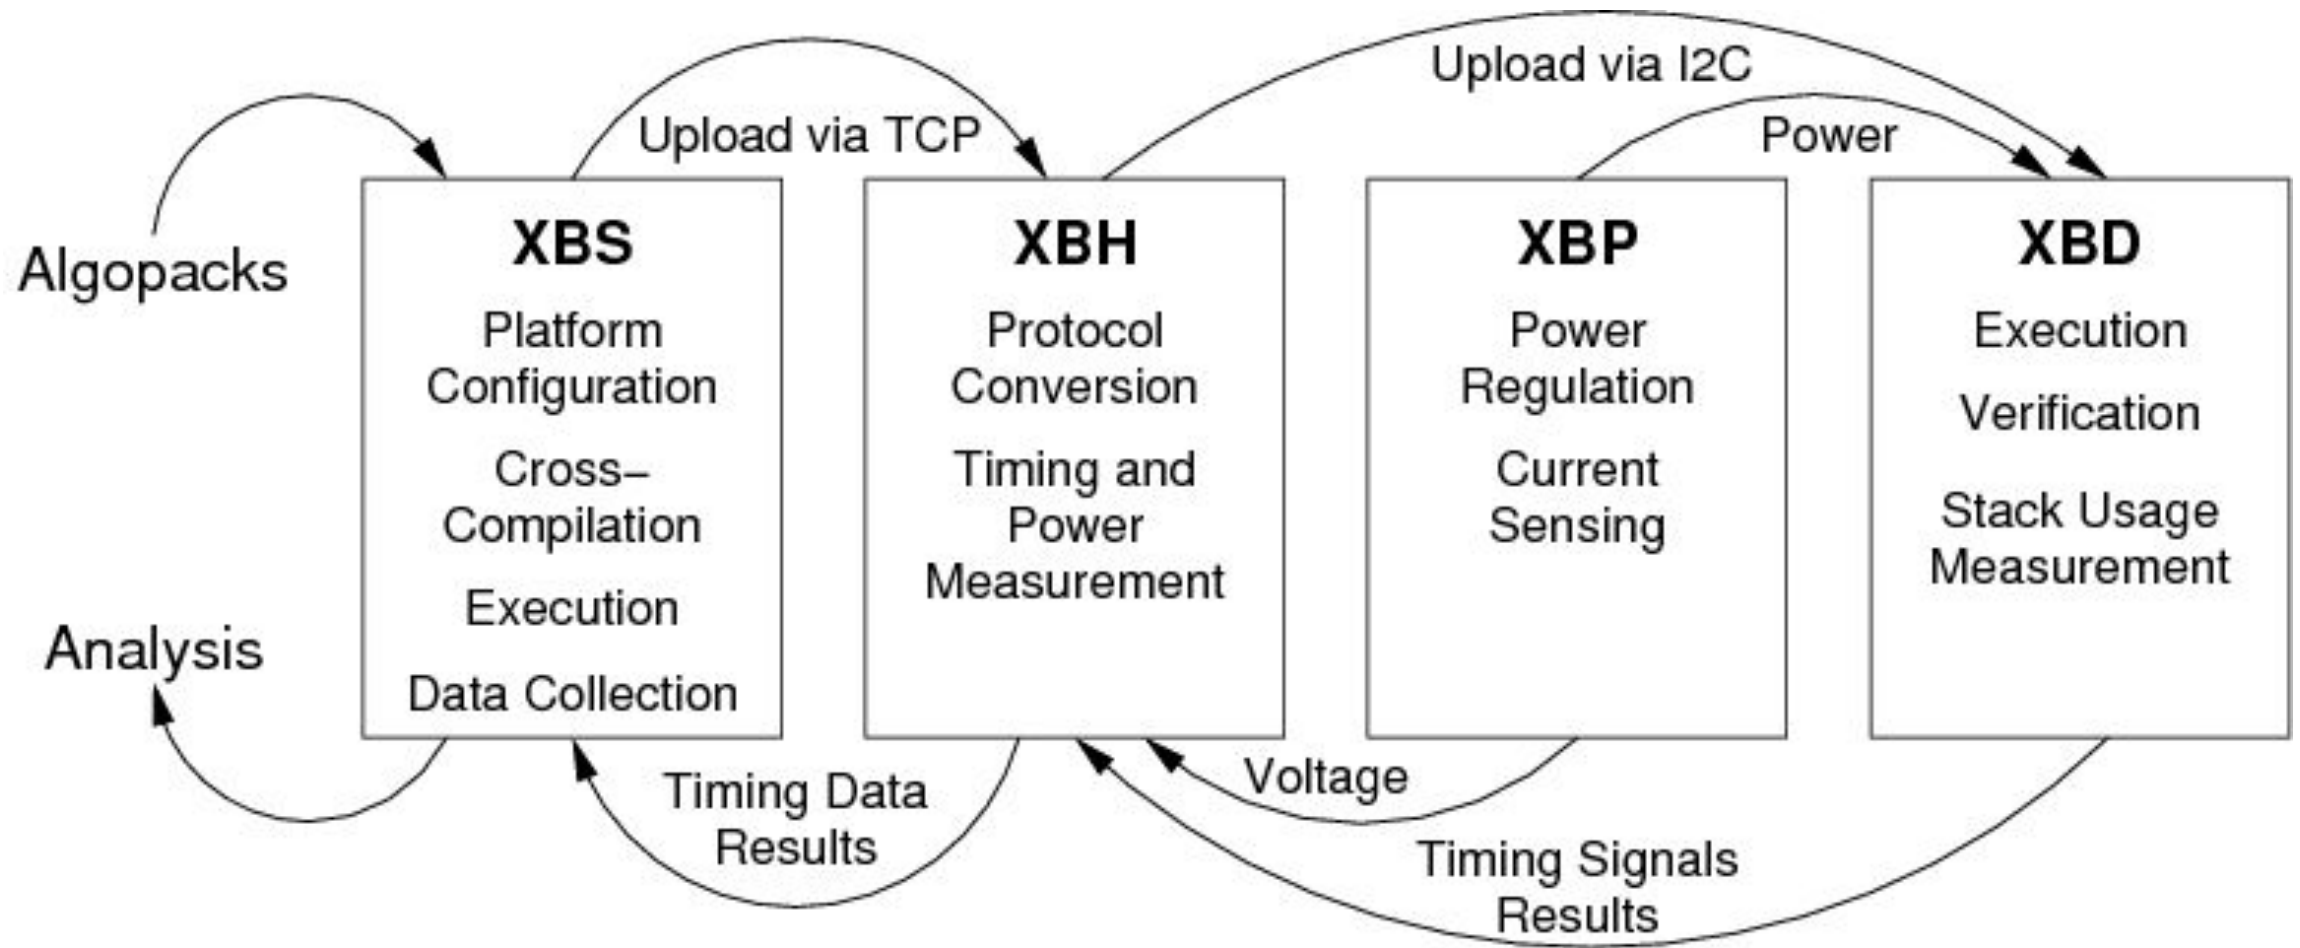 Upload via I2C
Upload via TCP
Power
Algopacks
XBS
Platform
Configuration
Cross–
Compilation
Execution
Data Collection
XBH
Protocol
Conversion
Timing and
Power
Measurement
XBP
Power
Regulation
Current
Sensing
XBD
Execution
Verification
Stack Usage
Measurement
Analysis
Timing Data
Results
Voltage
Timing Signals
Results